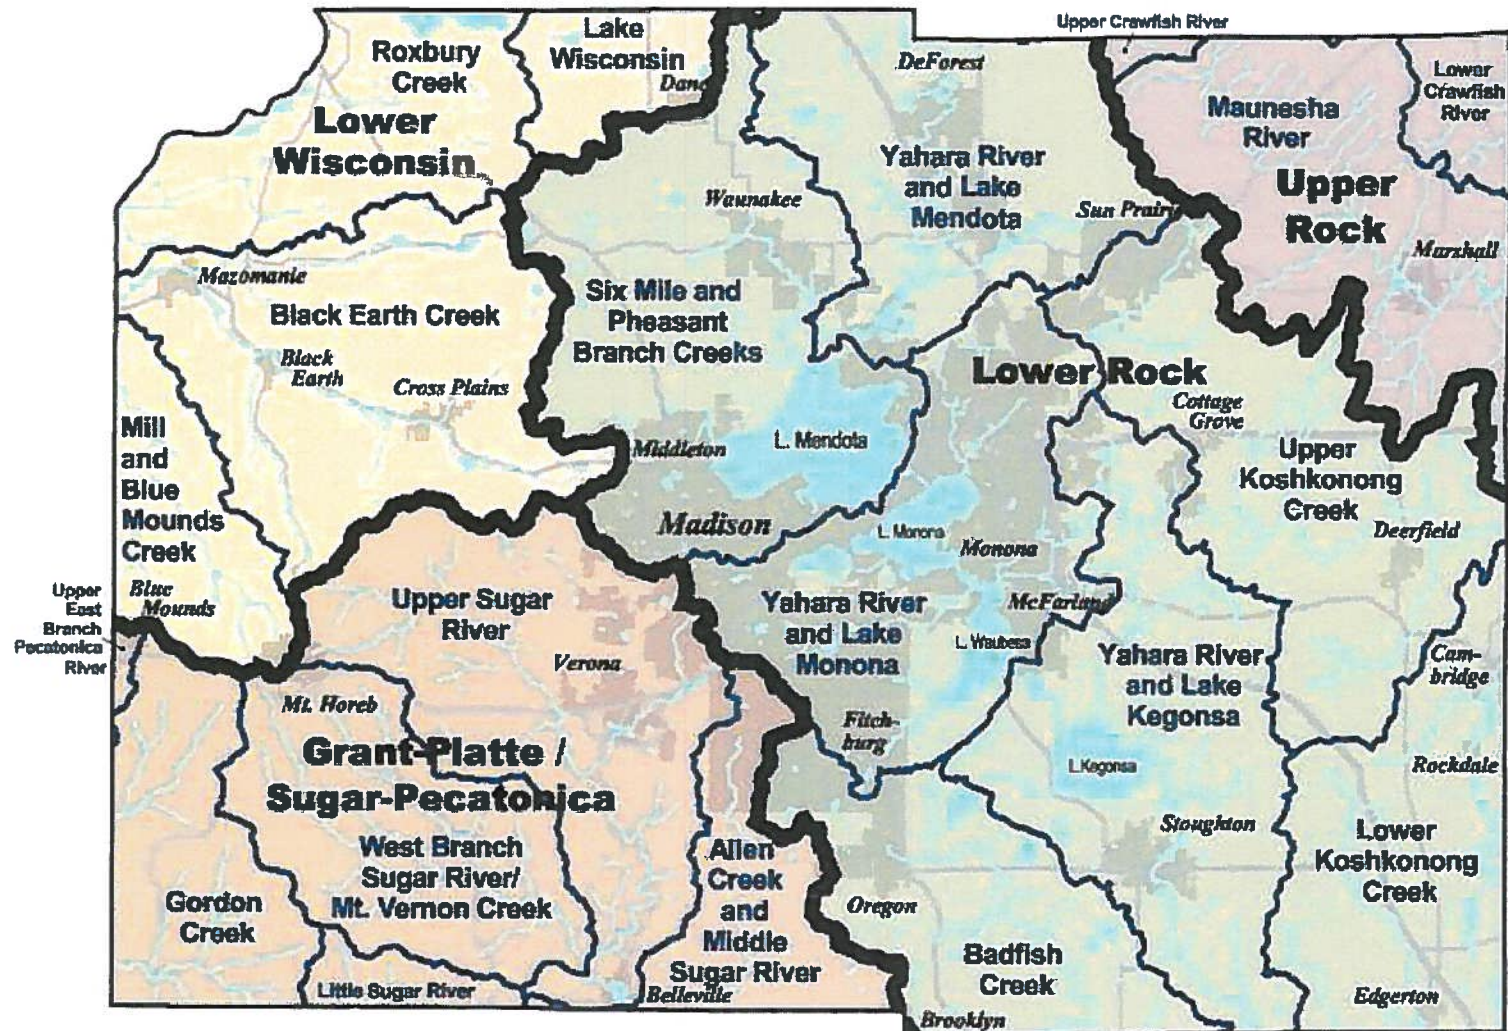 Upper Crawfish River
Lake
Wisconsin
Dane
Roxbury
Creek
Lower
Wisconsin
DeForest
Maunesha
River
Lower
Crawfish
River
Upper
Rock
Marshall
Yahara River
and Lake
Mendota
Waunakee
Sun Prairie
Mazomanie
Black Earth Creek
Black
Earth
Cross Plains
Six Mile and
Pheasant
Branch Creeks
Lower Rock
Cottage
Grove
Mill
and
Blue
Mounds
Creek
Middleton
L. Mendota
Upper
Koshkonong
Creek
Deerfield
Madison
L. Monona
Monona
Blue
Mounds
Upper
East
Branch
Pecatonica
River
Upper Sugar
River
Verona
Yahara River
and Lake
Monona
McFarland
L. Waubesa
Yahara River
and Lake
Kegonsa
Cam-
bridge
Mt. Horeb
Fitch-
burg
Grant-Platte /
Sugar-Pecatonica
L.Kegonsa
Rockdale
West Branch
Sugar River/
Mt. Vernon Creek
Stoughton
Lower
Koshkonong
Creek
Gordon
Creek
Allen
Creek
and
Middle
Sugar River
Oregon
Badfish
Creek
Little Sugar River
Belleville
Brooklyn
Edgerton